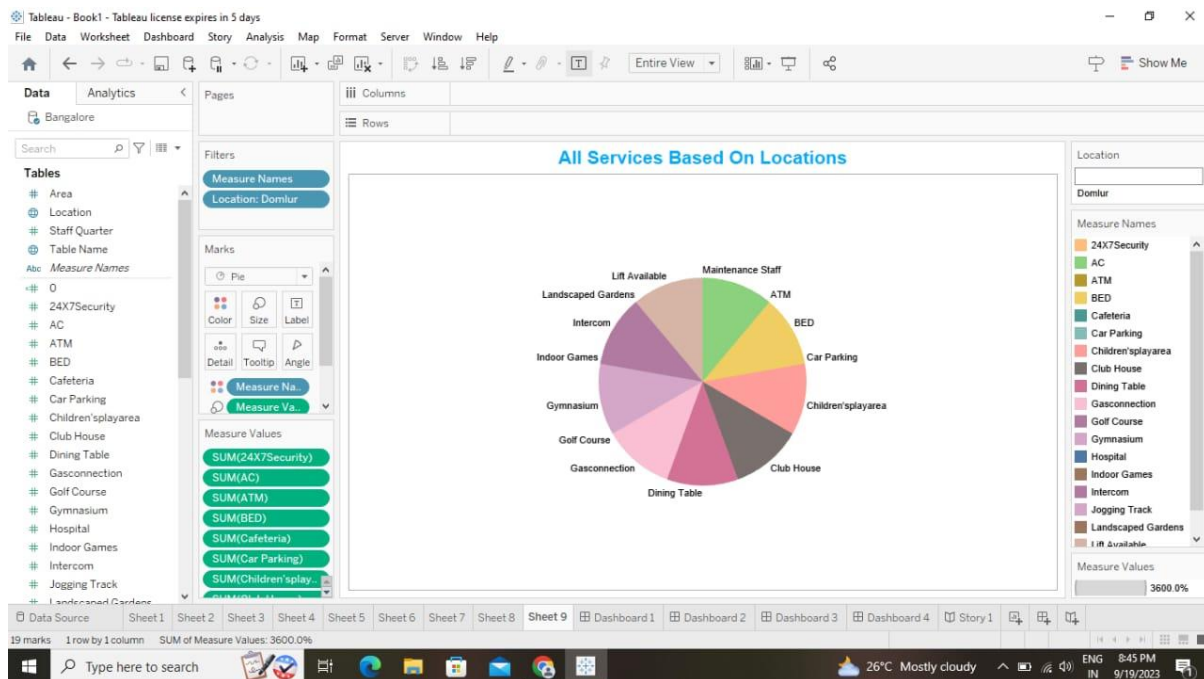 Tableau - Book1 - Tableau license expires in 5 days
File Data Worksheet Dashboard Story Analysis Map Format Server Window Help
Entire View
Show Me
Data Analytics
Bangalore
Search
Tables
# Area
Location
# Staff Quarter
Table Name
Abc Measure Names
# 0
# 24X7Security
# AC
# ATM
# BED
# Cafeteria
# Car Parking
# Children'splayarea
# Club House
# Dining Table
# Gasconnection
# Golf Course
# Gymnasium
# Hospital
# Indoor Games
# Intercom
# Jogging Track
# Landscaped Gardens
Pages
Filters
Measure Names
Location: Domlur
Marks
Pie
Color Size Label
Detail Tooltip Angle
Measure Na..
Measure Va..
Measure Values
SUM(24X7Security)
SUM(AC)
SUM(ATM)
SUM(BED)
SUM(Cafeteria)
SUM(Car Parking)
SUM(Children'splay..
SUM(Club House)
Columns
Rows
All Services Based On Locations
Lift Available
Maintenance Staff
Landscaped Gardens
ATM
Intercom
BED
Indoor Games
Car Parking
Gymnasium
Children'splayarea
Golf Course
Gasconnection
Club House
Dining Table
Location
Domlur
Measure Names
24X7Security
AC
ATM
BED
Cafeteria
Car Parking
Children'splayarea
Club House
Dining Table
Gasconnection
Golf Course
Gymnasium
Hospital
Indoor Games
Intercom
Jogging Track
Landscaped Gardens
Lift Available
Measure Values
3600.0%
Data Source Sheet 1 Sheet 2 Sheet 3 Sheet 4 Sheet 5 Sheet 6 Sheet 7 Sheet 8 Sheet 9 Dashboard 1 Dashboard 2 Dashboard 3 Dashboard 4 Story 1
19 marks 1 row by 1 column SUM of Measure Values: 3600.0%
Type here to search
26°C Mostly cloudy
ENG
IN
8:45 PM
9/19/2023